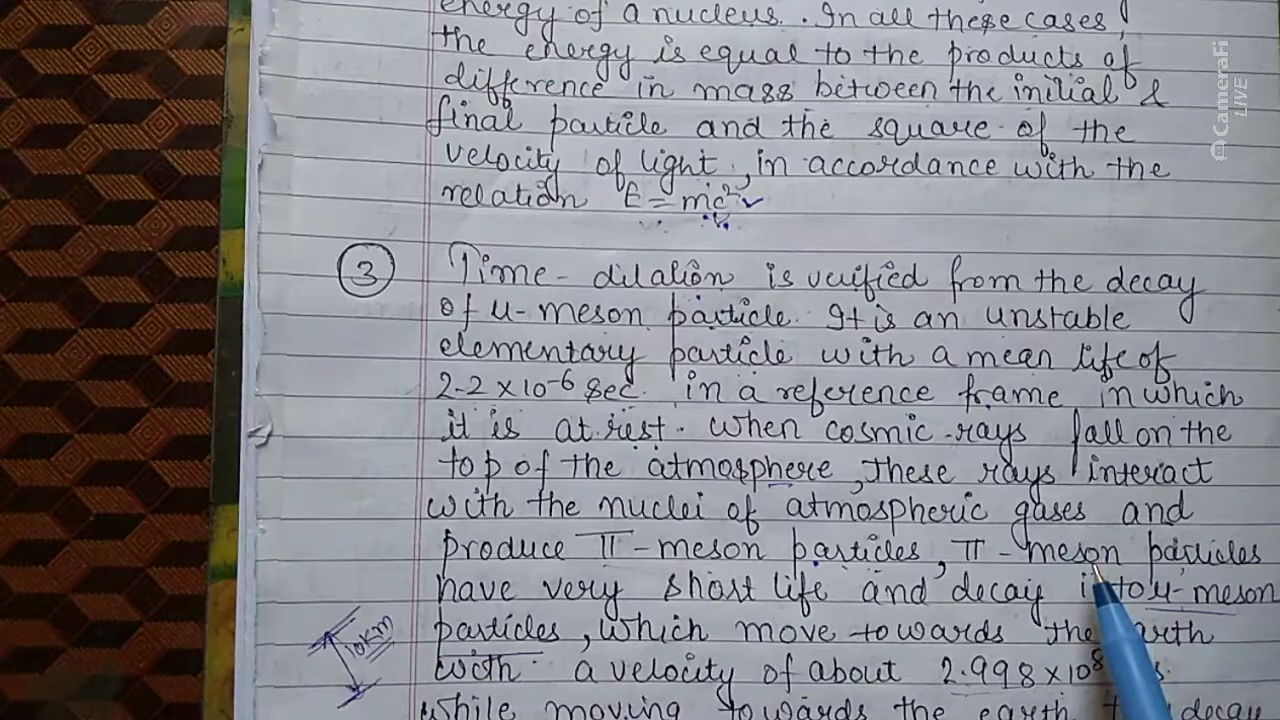 energy of a nucleus. In all these cases,
the energy is equal to the products of
difference in mass between the initial &
final particle and the square of the
velocity of light, in accordance with the
relation E=mc²
③ Time-dilation is verified from the decay
of u-meson particle. It is an unstable
elementary particle with a mean life of
2.2×10-6 sec. in a reference frame in which
it is at rest. When cosmic-rays fall on the
top of the atmosphere, these rays interact
with the nuclei of atmospheric gases and
produce π-meson particles, π-meson particles
have very short life and decay into u-meson
particles, which move towards the earth
with a velocity of about 2.998×10⁸
while moving towards the earth decay
10KM
CameraFi
LIVE